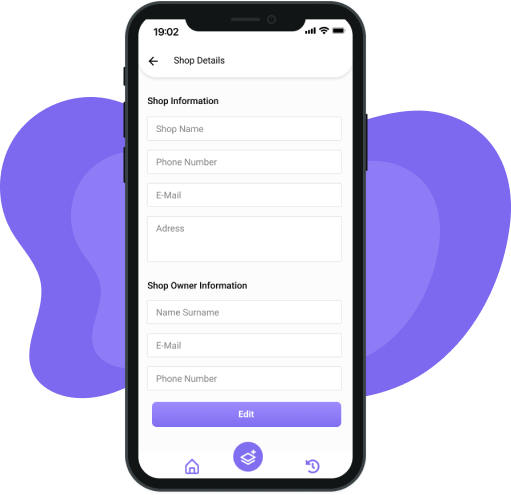 19:02
Shop Details
Shop Information
Shop Name
Phone Number
E-Mail
Adress
Shop Owner Information
Name Surname
E-Mail
Phone Number
Edit